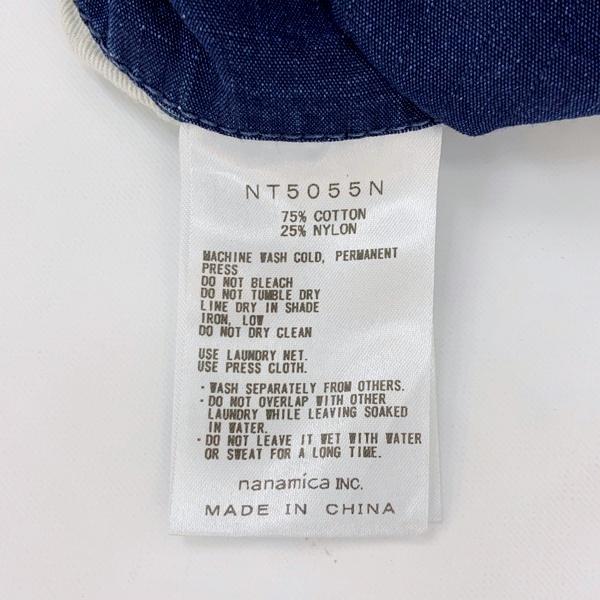 NT5055N
75% COTTON
25% NYLON
MACHINE WASH COLD, PERMANENT
PRESS
DO NOT BLEACH
DO NOT TUMBLE DRY
LINE DRY IN SHADE
IRON, LOW
DO NOT DRY CLEAN
USE LAUNDRY NET.
USE PRESS CLOTH.
・WASH SEPARATELY FROM OTHERS.
・DO NOT OVERLAP WITH OTHER
LAUNDRY WHILE LEAVING SOAKED
IN WATER.
・DO NOT LEAVE IT WET WITH WATER
OR SWEAT FOR A LONG TIME.
nanamica INC.
MADE IN CHINA